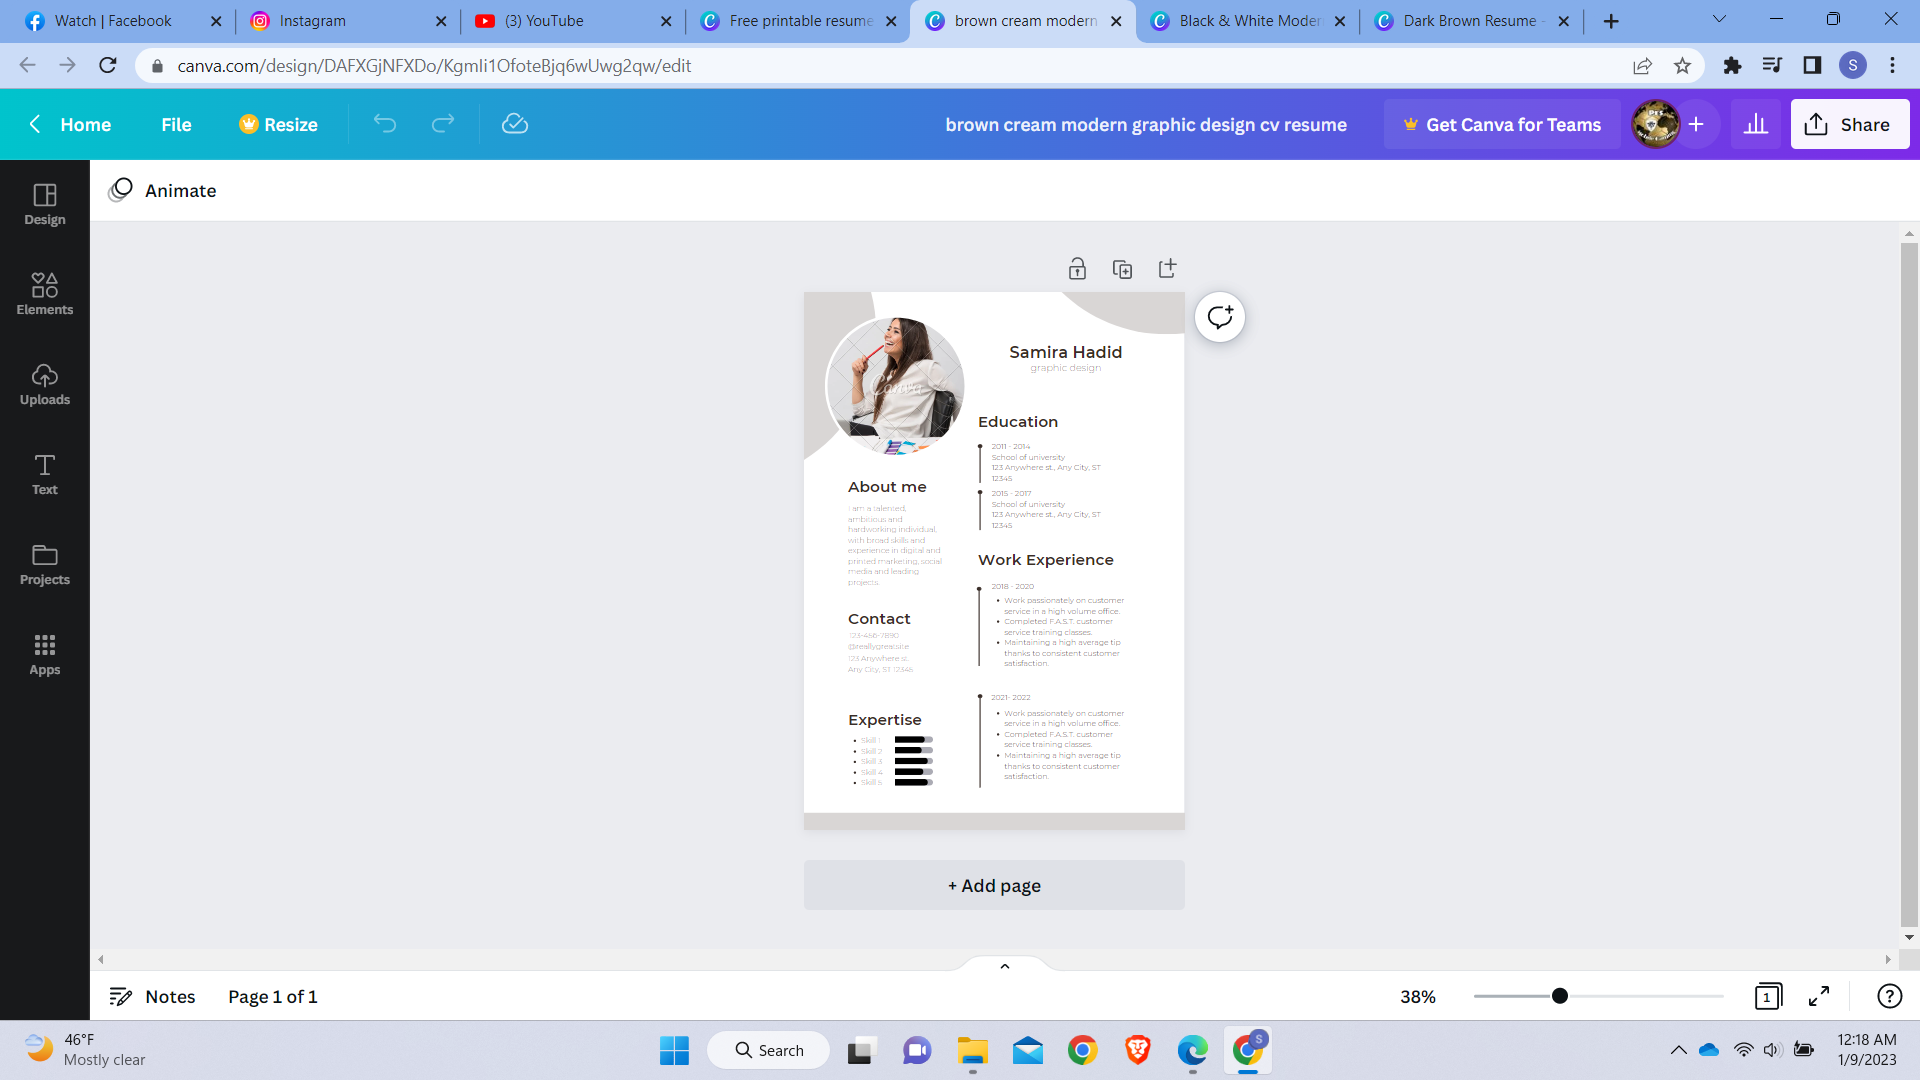 Watch | Facebook
Instagram
(3) YouTube
Free printable resume
brown cream modern
Black & White Moder
Dark Brown Resume -
canva.com/design/DAFXGjNFXDo/KgmIi1OfoteBjq6wUwg2qw/edit
S
Home
File
Resize
brown cream modern graphic design cv resume
Get Canva for Teams
Share
Animate
Design
Elements
Uploads
Text
Projects
Apps
Samira Hadid
graphic design
Canva
Education
2011 - 2014
School of university
123 Anywhere st., Any City, ST
12345
2015 - 2017
School of university
123 Anywhere st., Any City, ST
12345
About me
I am a talented,
ambitious and
hardworking individual,
with broad skills and
experience in digital and
printed marketing, social
media and leading
projects.
Work Experience
2018 - 2020
Work passionately on customer
service in a high volume office.
Completed F.A.S.T. customer
service training classes.
Maintaining a high average tip
thanks to consistent customer
satisfaction.
Contact
123-456-7890
@reallygreatsite
123 Anywhere st.
Any City, ST 12345
2021- 2022
Work passionately on customer
service in a high volume office.
Completed F.A.S.T. customer
service training classes.
Maintaining a high average tip
thanks to consistent customer
satisfaction.
Expertise
Skill 1
Skill 2
Skill 3
Skill 4
Skill 5
+ Add page
Notes
Page 1 of 1
38%
1
46°F
Mostly clear
Search
S
12:18 AM
1/9/2023